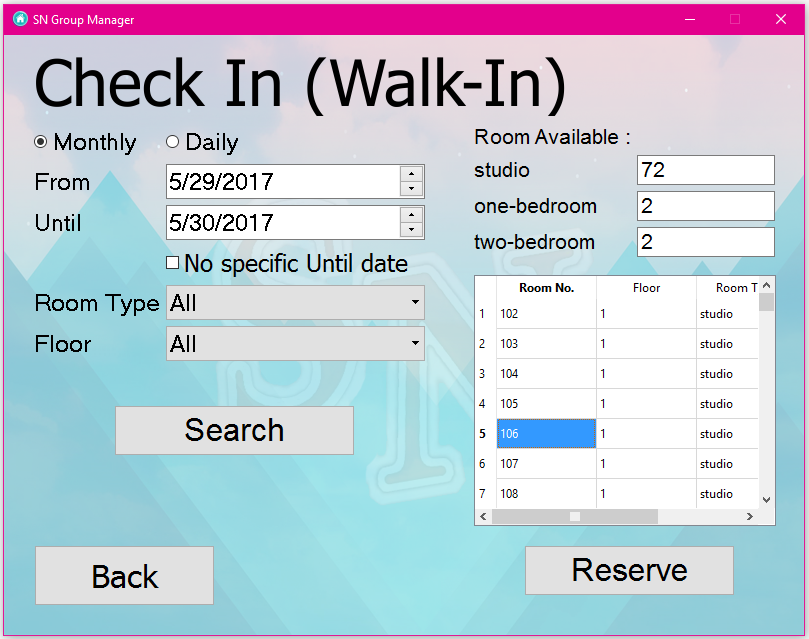 SN Group Manager
Check In (Walk-In)
Monthly Daily
From 5/29/2017
Until 5/30/2017
No specific Until date
Room Type All
Floor All
Search
Back
Room Available :
studio 72
one-bedroom 2
two-bedroom 2
Room No. Floor Room T
1 102 1 studio
2 103 1 studio
3 104 1 studio
4 105 1 studio
5 106 1 studio
6 107 1 studio
7 108 1 studio
Reserve
SN